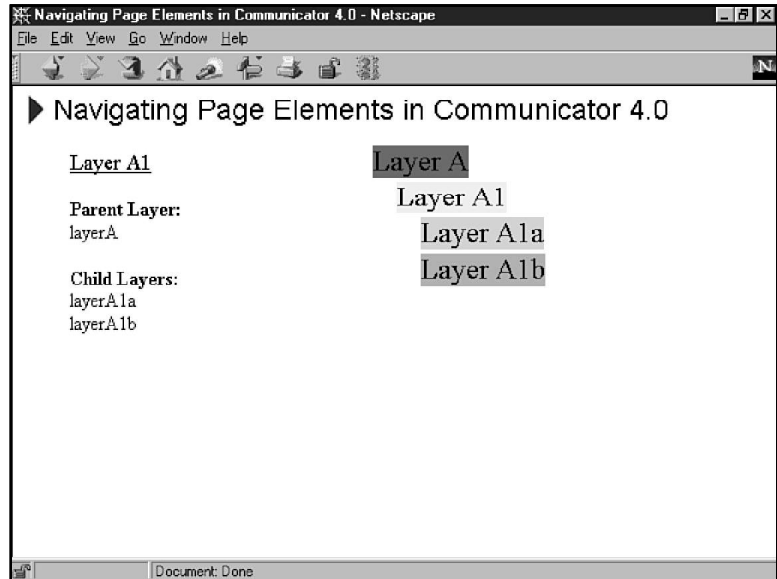 Navigating Page Elements in Communicator 4.0 - Netscape
File Edit View Go Window Help
N
Navigating Page Elements in Communicator 4.0
Layer A1
Parent Layer:
layerA
Child Layers:
layerA1a
layerA1b
Layer A
Layer A1
Layer A1a
Layer A1b
Document: Done